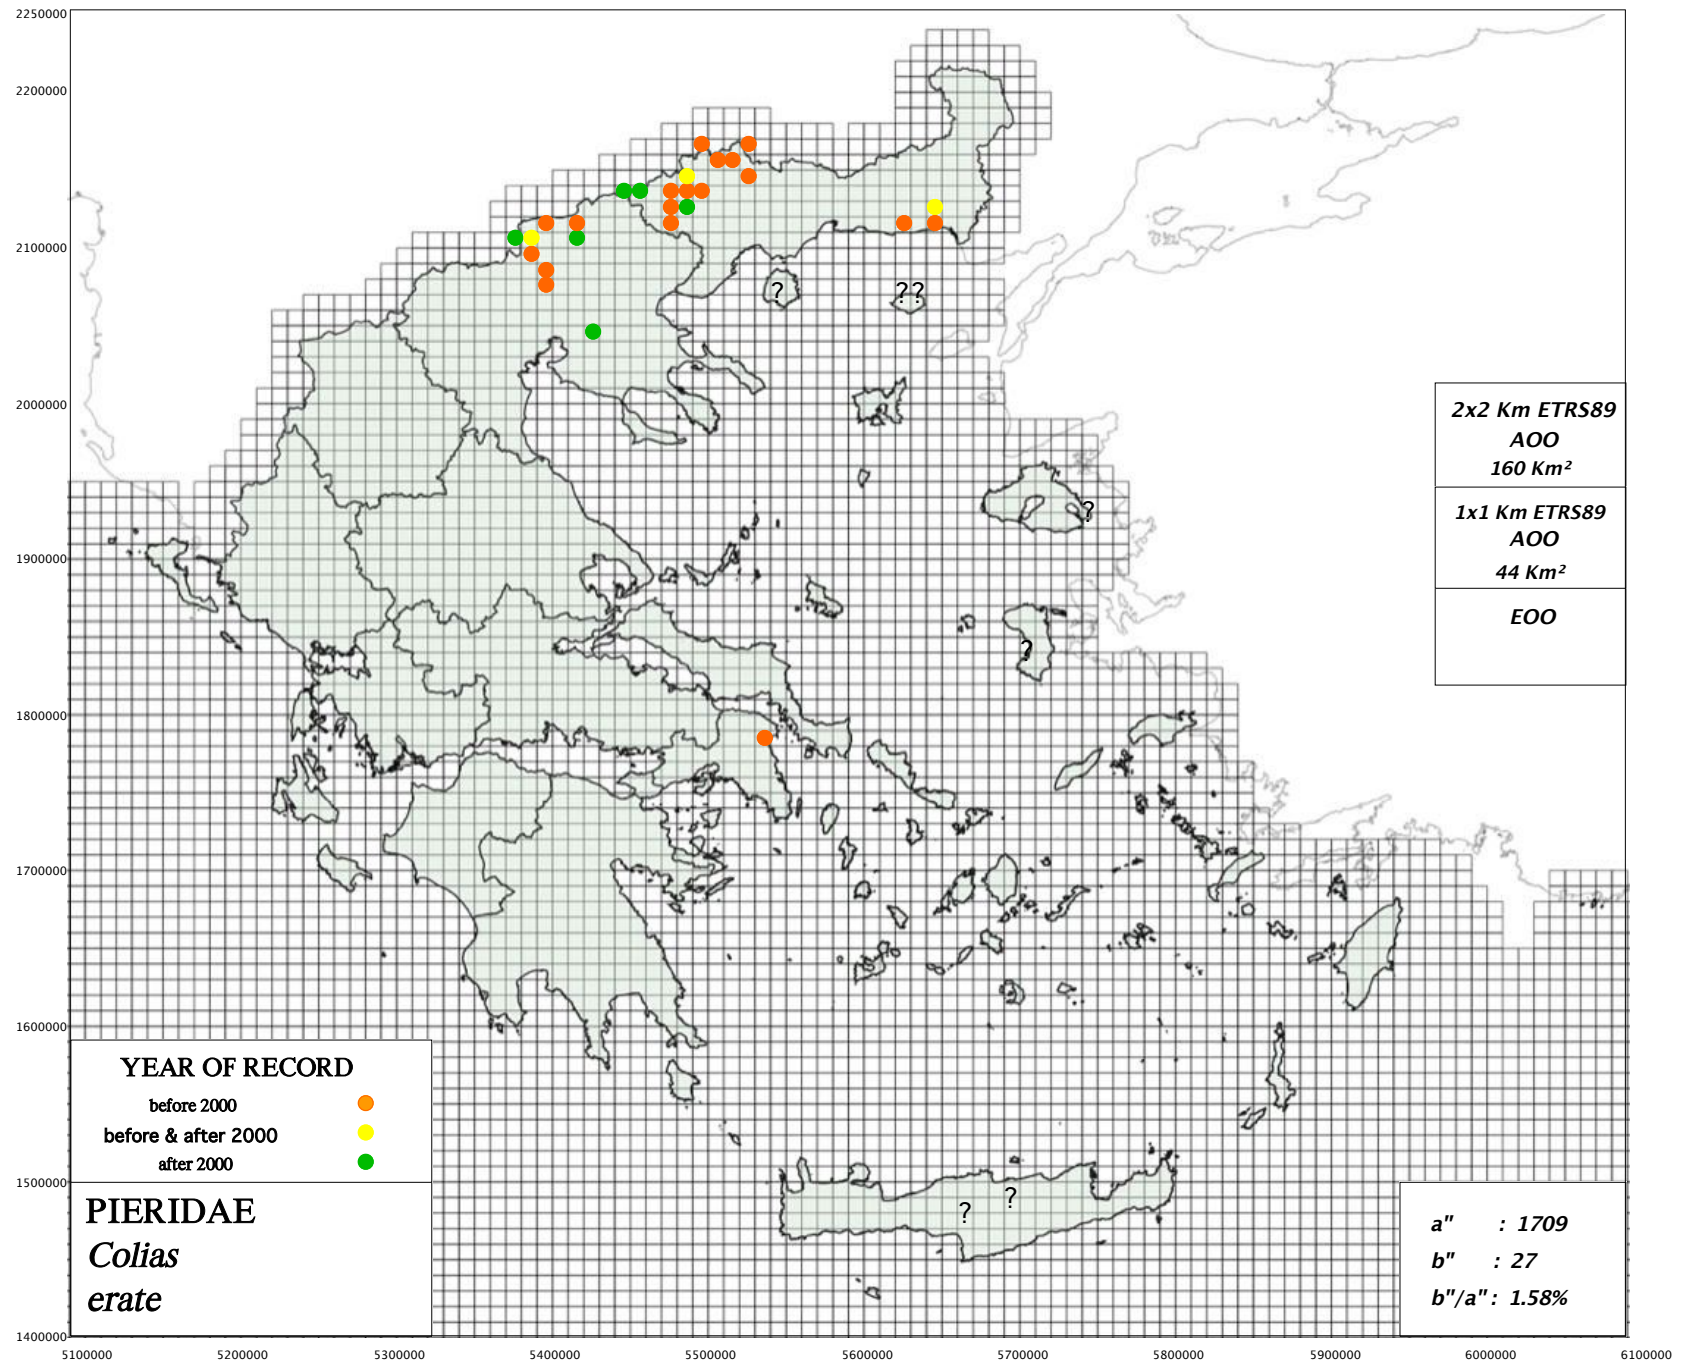 2250000
2200000
2100000
2000000
1900000
1800000
1700000
1600000
1500000
1400000
? ??
?
?
? ?
2x2 Km ETRS89
AOO
160 Km²
1x1 Km ETRS89
AOO
44 Km²
EOO
YEAR OF RECORD
before 2000
before & after 2000
after 2000
PIERIDAE
Colias
erate
a" : 1709
b" : 27
b"/a" : 1.58%
5100000 5200000 5300000 5400000 5500000 5600000 5700000 5800000 5900000 6000000 6100000